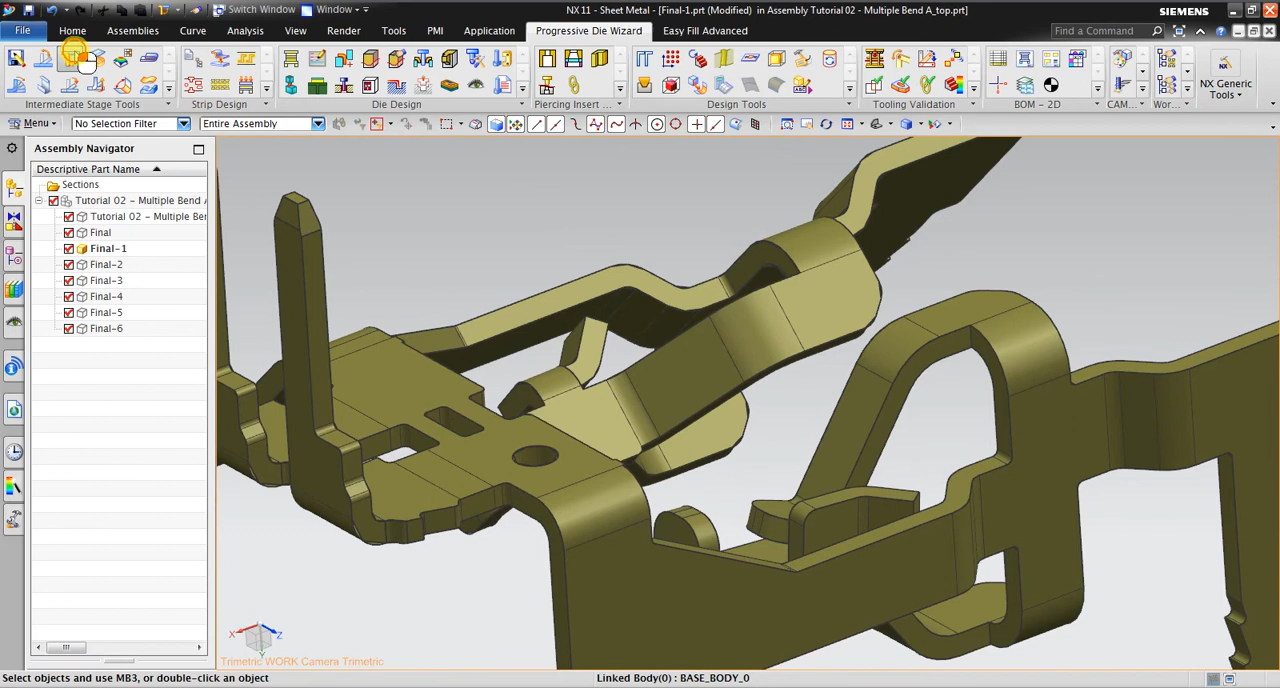 Switch Window Window NX 11 - Sheet Metal - [Final-1.prt (Modified) in Assembly Tutorial 02 - Multiple Bend A_top.prt] SIEMENS
File Home Assemblies Curve Analysis View Render Tools PMI Application Progressive Die Wizard Easy Fill Advanced Find a Command
NX Generic
Tools
Intermediate Stage Tools Strip Design Die Design Piercing Insert ... Design Tools Tooling Validation BOM - 2D CAM... Wor...
Menu No Selection Filter Entire Assembly
Assembly Navigator
Descriptive Part Name
Sections
Tutorial 02 - Multiple Bend A
Tutorial 02 - Multiple Ber
Final
Final-1
Final-2
Final-3
Final-4
Final-5
Final-6
X Z
Y
Trimetric WORK Camera Trimetric
Select objects and use MB3, or double-click an object Linked Body(0) : BASE_BODY_0